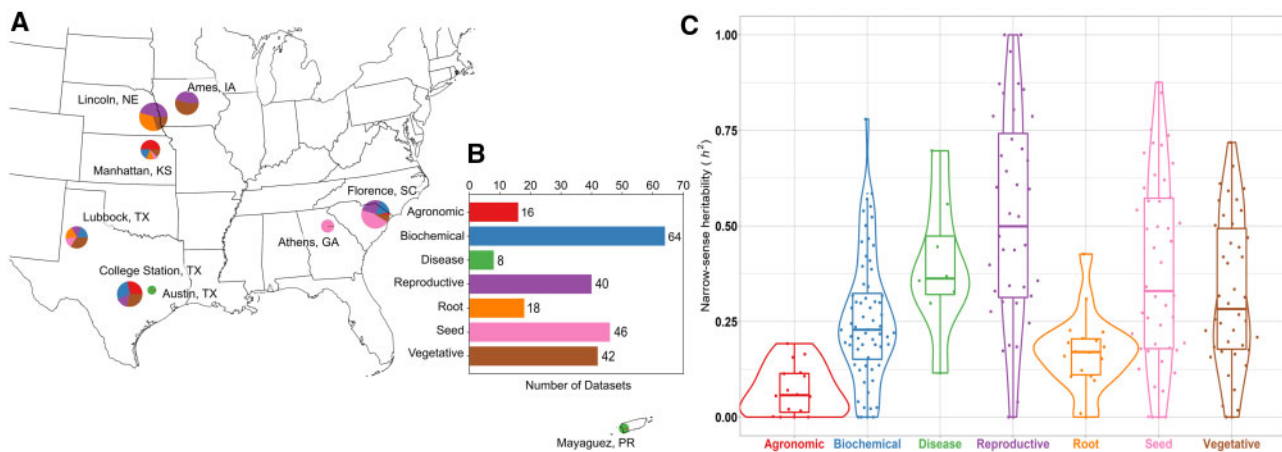 A
Ames, IA
Lincoln, NE
Manhattan, KS
Lubbock, TX
College Station, TX
Austin, TX
Athens, GA
Florence, SC
Mayaguez, PR
B
0 10 20 30 40 50 60 70
Agronomic 16
Biochemical 64
Disease 8
Reproductive 40
Root 18
Seed 46
Vegetative 42
Number of Datasets
C
Narrow-sense heritability (h²)
1.00
0.75
0.50
0.25
0.00
Agronomic Biochemical Disease Reproductive Root Seed Vegetative